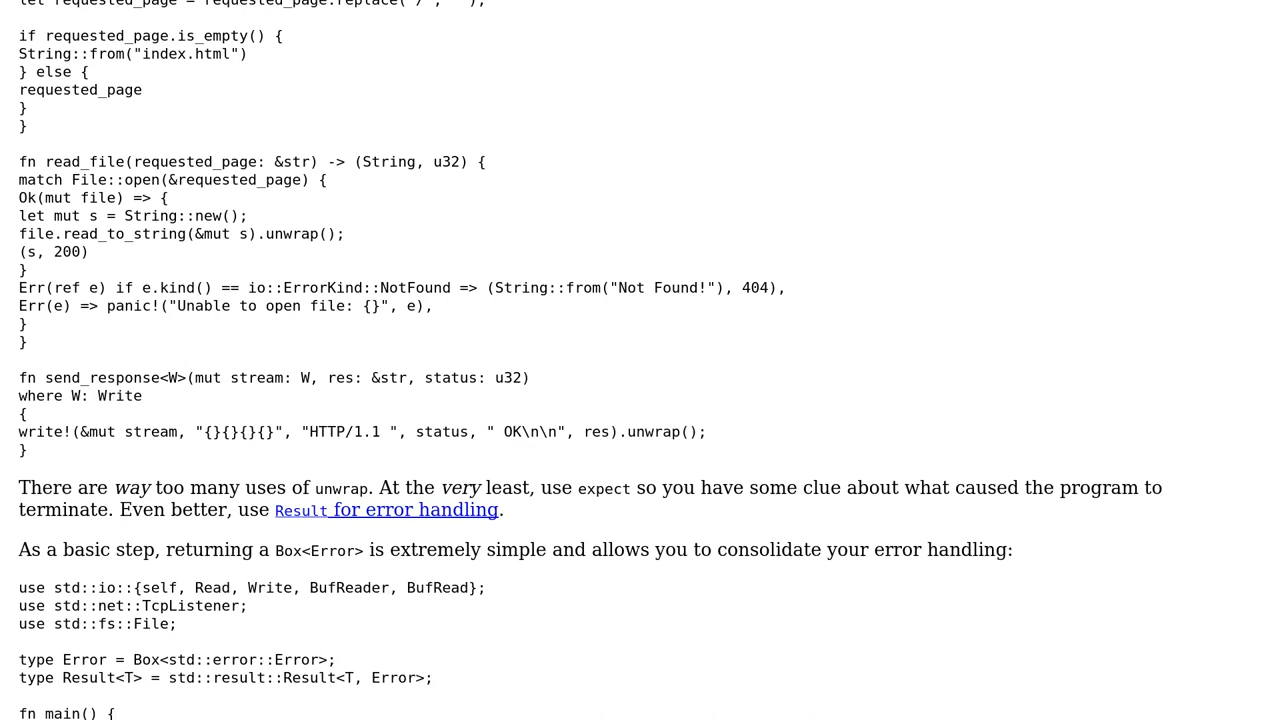 let requested_page = requested_page.replace("/", "");
if requested_page.is_empty() {
String::from("index.html")
} else {
requested_page
}
}
fn read_file(requested_page: &str) -> (String, u32) {
match File::open(&requested_page) {
Ok(mut file) => {
let mut s = String::new();
file.read_to_string(&mut s).unwrap();
(s, 200)
}
Err(ref e) if e.kind() == io::ErrorKind::NotFound => (String::from("Not Found!"), 404),
Err(e) => panic!("Unable to open file: {}", e),
}
}
fn send_response<W>(mut stream: W, res: &str, status: u32)
where W: Write
{
write!(&mut stream, "{}{}{}{}", "HTTP/1.1 ", status, " OK\n\n", res).unwrap();
}
There are way too many uses of unwrap. At the very least, use expect so you have some clue about what caused the program to
terminate. Even better, use Result for error handling.
As a basic step, returning a Box<Error> is extremely simple and allows you to consolidate your error handling:
use std::io::{self, Read, Write, BufReader, BufRead};
use std::net::TcpListener;
use std::fs::File;
type Error = Box<std::error::Error>;
type Result<T> = std::result::Result<T, Error>;
fn main() {